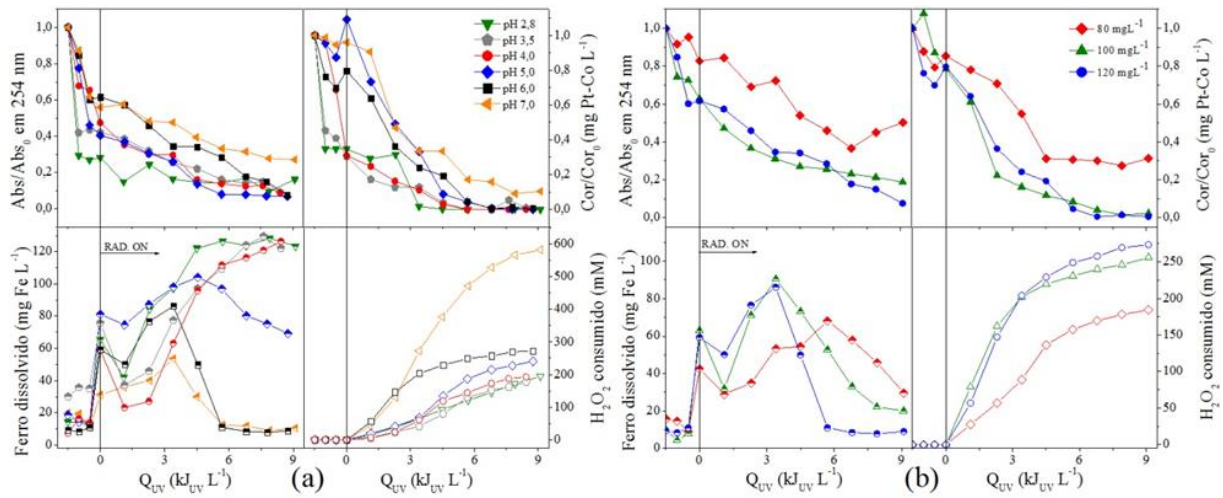 Abs/Abs₀ em 254 nm
1,0
0,8
0,6
0,4
0,2
0,0
pH 2,8
pH 3,5
pH 4,0
pH 5,0
pH 6,0
pH 7,0
1,0
0,8
0,6
0,4
0,2
0,0
Cor/Cor₀ (mg Pt-Co L⁻¹)
Ferro dissolvido (mg Fe L⁻¹)
120
100
80
60
40
20
0
RAD. ON
600
500
400
300
200
100
0
H₂O₂ consumido (mM)
0 3 6 0 3 6 9
Q_UV (kJ_UV L⁻¹) (a) Q_UV (kJ_UV L⁻¹)
Abs/Abs₀ em 254 nm
1,0
0,8
0,6
0,4
0,2
0,0
80 mgL⁻¹
100 mgL⁻¹
120 mgL⁻¹
1,0
0,8
0,6
0,4
0,2
0,0
Cor/Cor₀ (mg Pt-Co L⁻¹)
Ferro dissolvido (mg Fe L⁻¹)
100
80
60
40
20
0
RAD. ON
250
200
150
100
50
0
H₂O₂ consumido (mM)
0 3 6 0 3 6 9
Q_UV (kJ_UV L⁻¹) (b) Q_UV (kJ_UV L⁻¹)